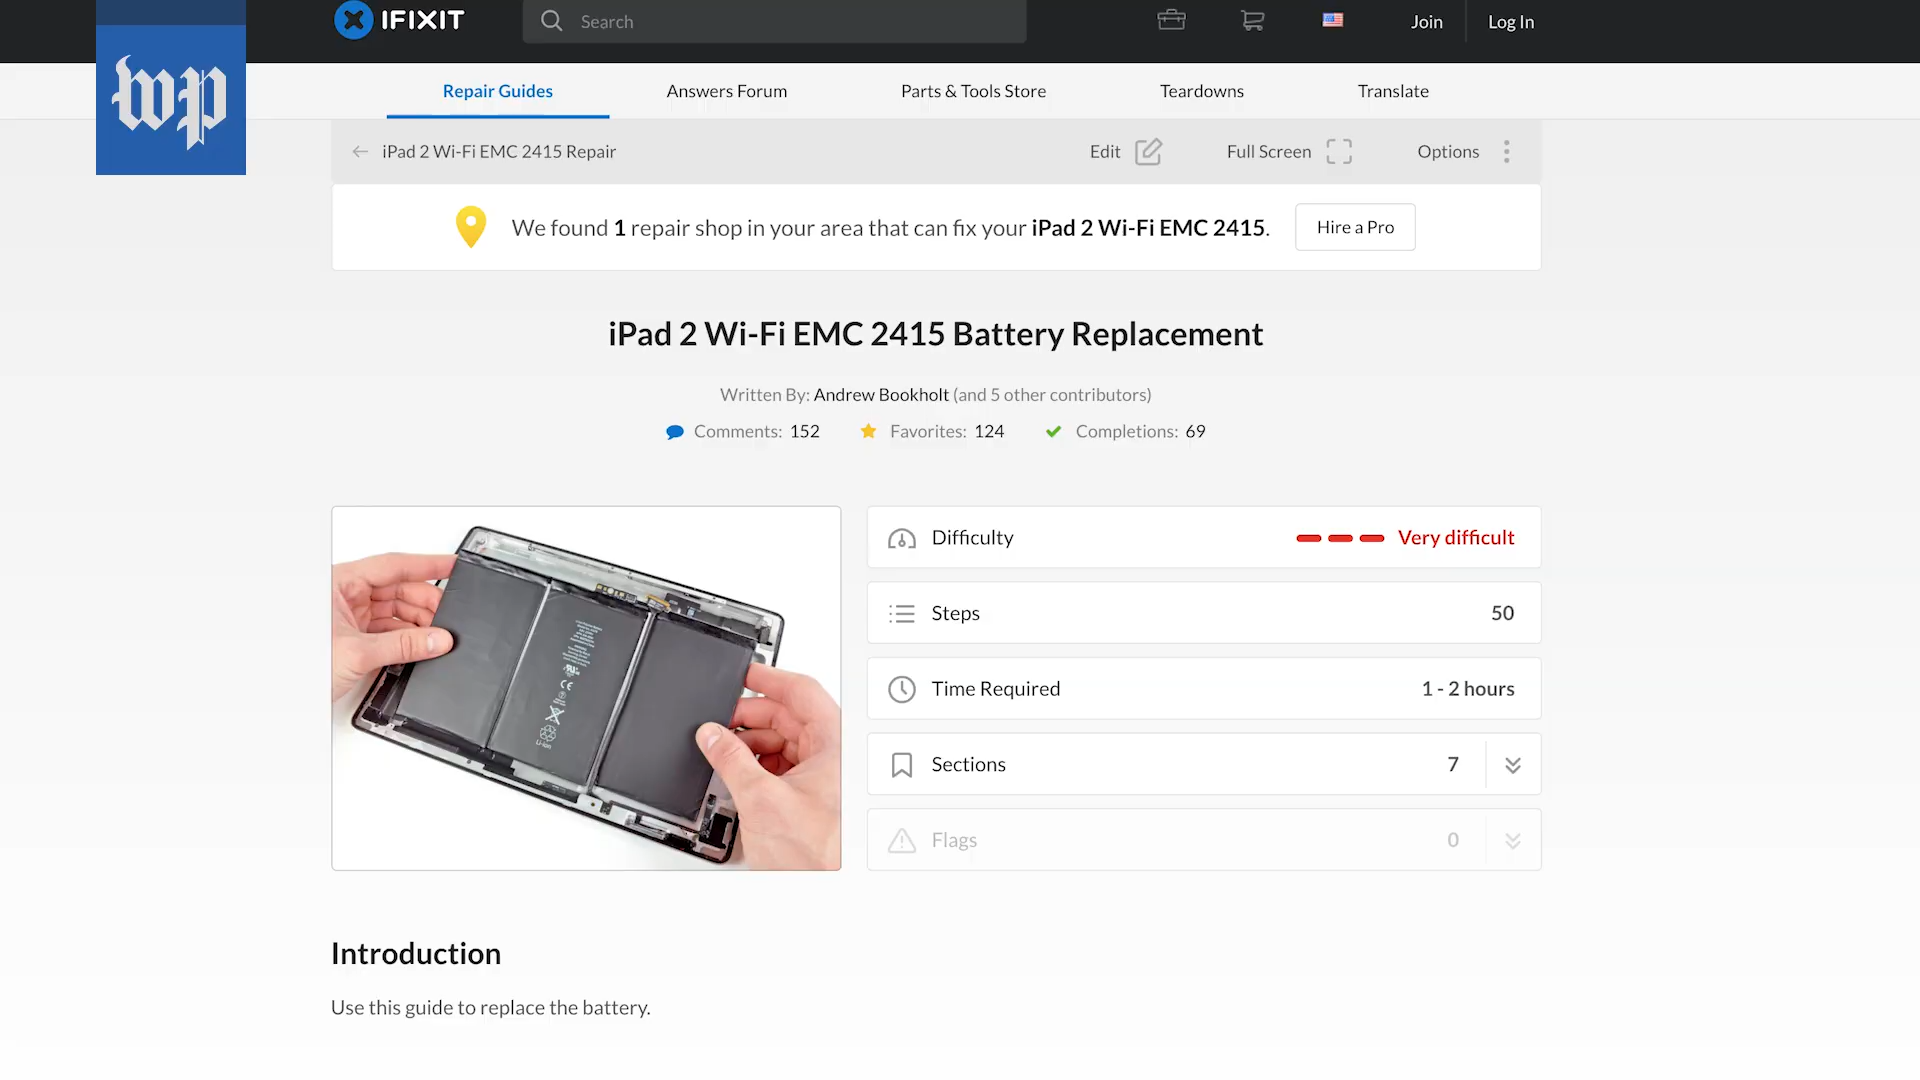 IFIXIT
Search
Join
Log In
wp
Repair Guides
Answers Forum
Parts & Tools Store
Teardowns
Translate
iPad 2 Wi-Fi EMC 2415 Repair
Edit
Full Screen
Options
We found 1 repair shop in your area that can fix your iPad 2 Wi-Fi EMC 2415.
Hire a Pro
iPad 2 Wi-Fi EMC 2415 Battery Replacement
Written By: Andrew Bookholt (and 5 other contributors)
Comments: 152
Favorites: 124
Completions: 69
Difficulty
Very difficult
Steps
50
Time Required
1 - 2 hours
Sections
7
Flags
0
CE
Li-ion
Introduction
Use this guide to replace the battery.